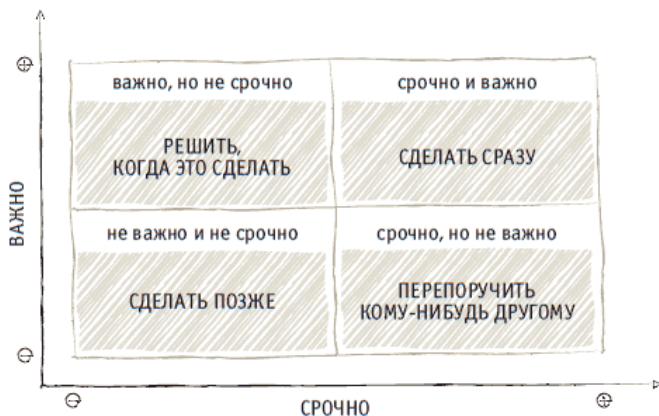 важно, но не срочно
срочно и важно
РЕШИТЬ,
КОГДА ЭТО СДЕЛАТЬ
СДЕЛАТЬ СРАЗУ
ВАЖНО
не важно и не срочно
срочно, но не важно
СДЕЛАТЬ ПОЗЖЕ
ПЕРЕПОРУЧИТЬ
КОМУ-НИБУДЬ ДРУГОМУ
СРОЧНО